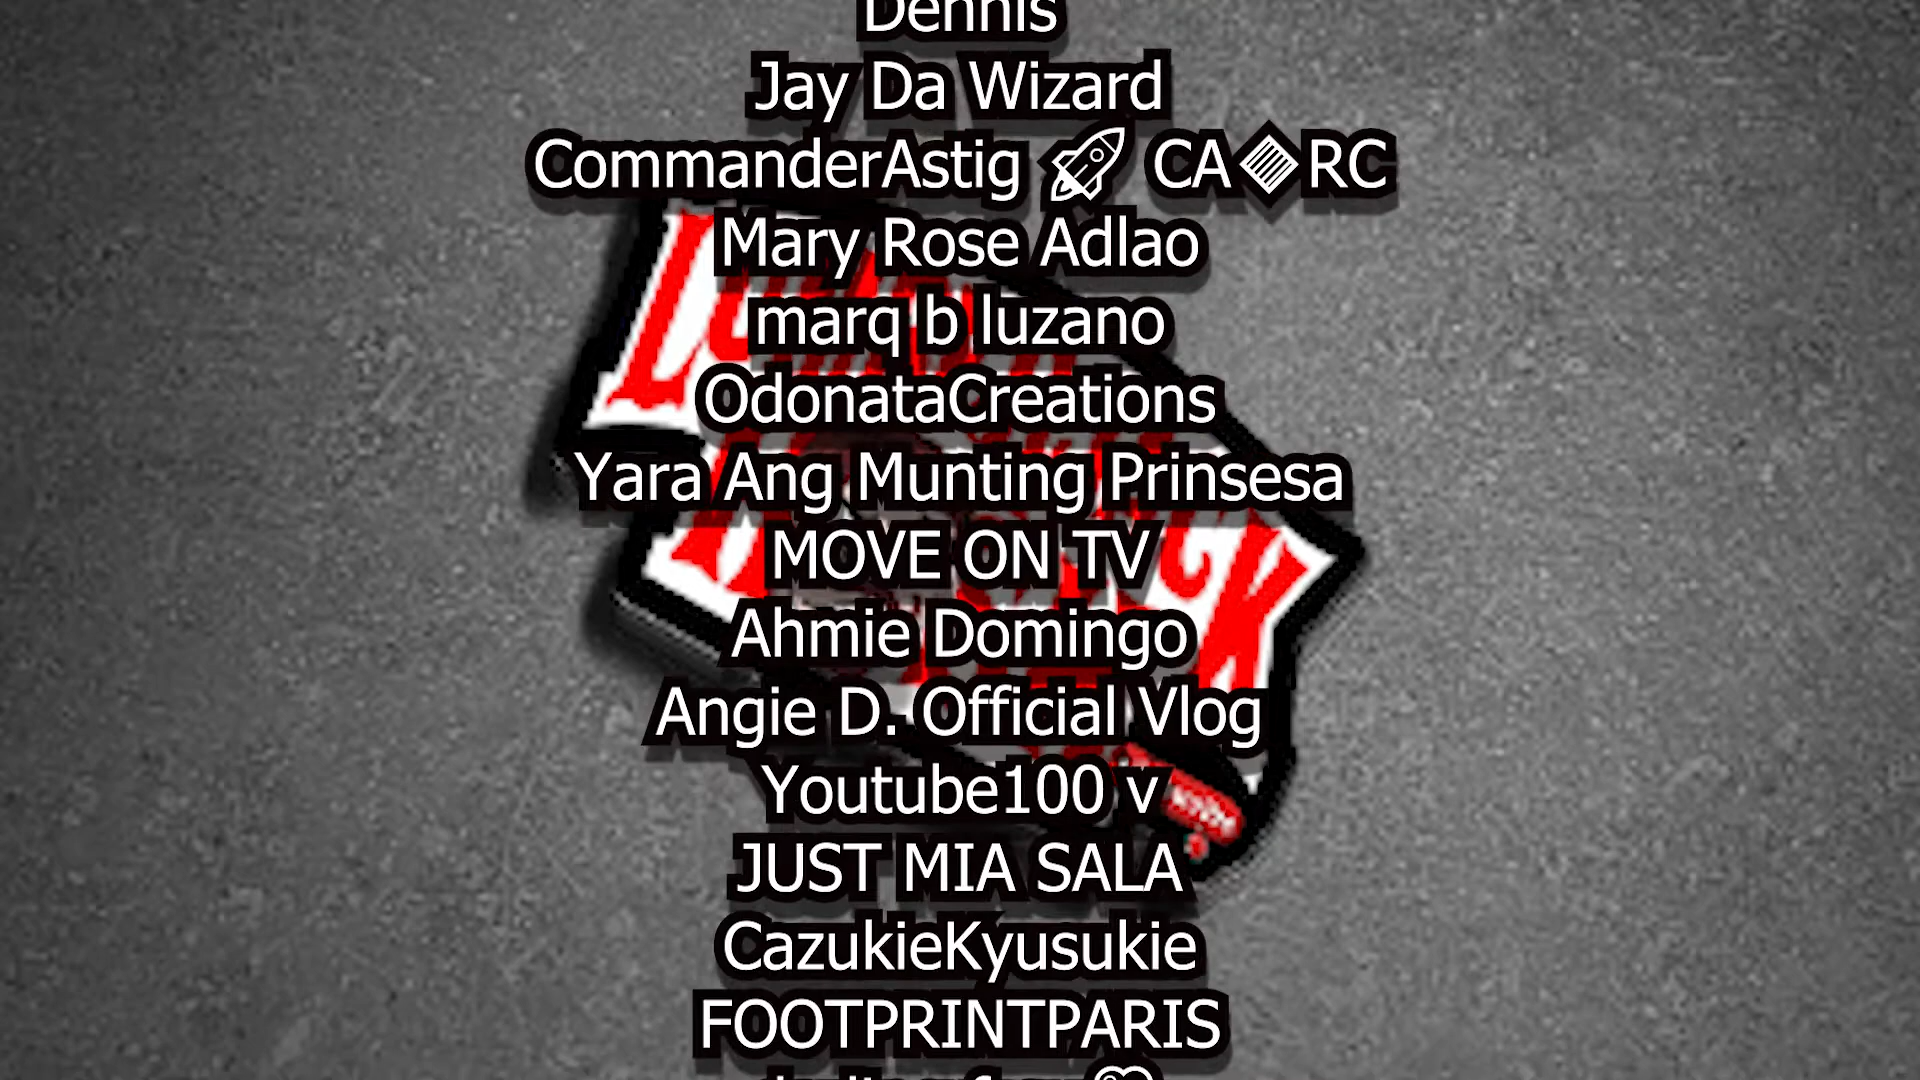 Dennis
Jay Da Wizard
CommanderAstig 🚀 CA🔷RC
Mary Rose Adlao
marq b luzano
OdonataCreations
Yara Ang Munting Prinsesa
MOVE ON TV
Ahmie Domingo
Angie D. Official Vlog
Youtube100 v
JUST MIA SALA
CazukieKyusukie
FOOTPRINTPARIS